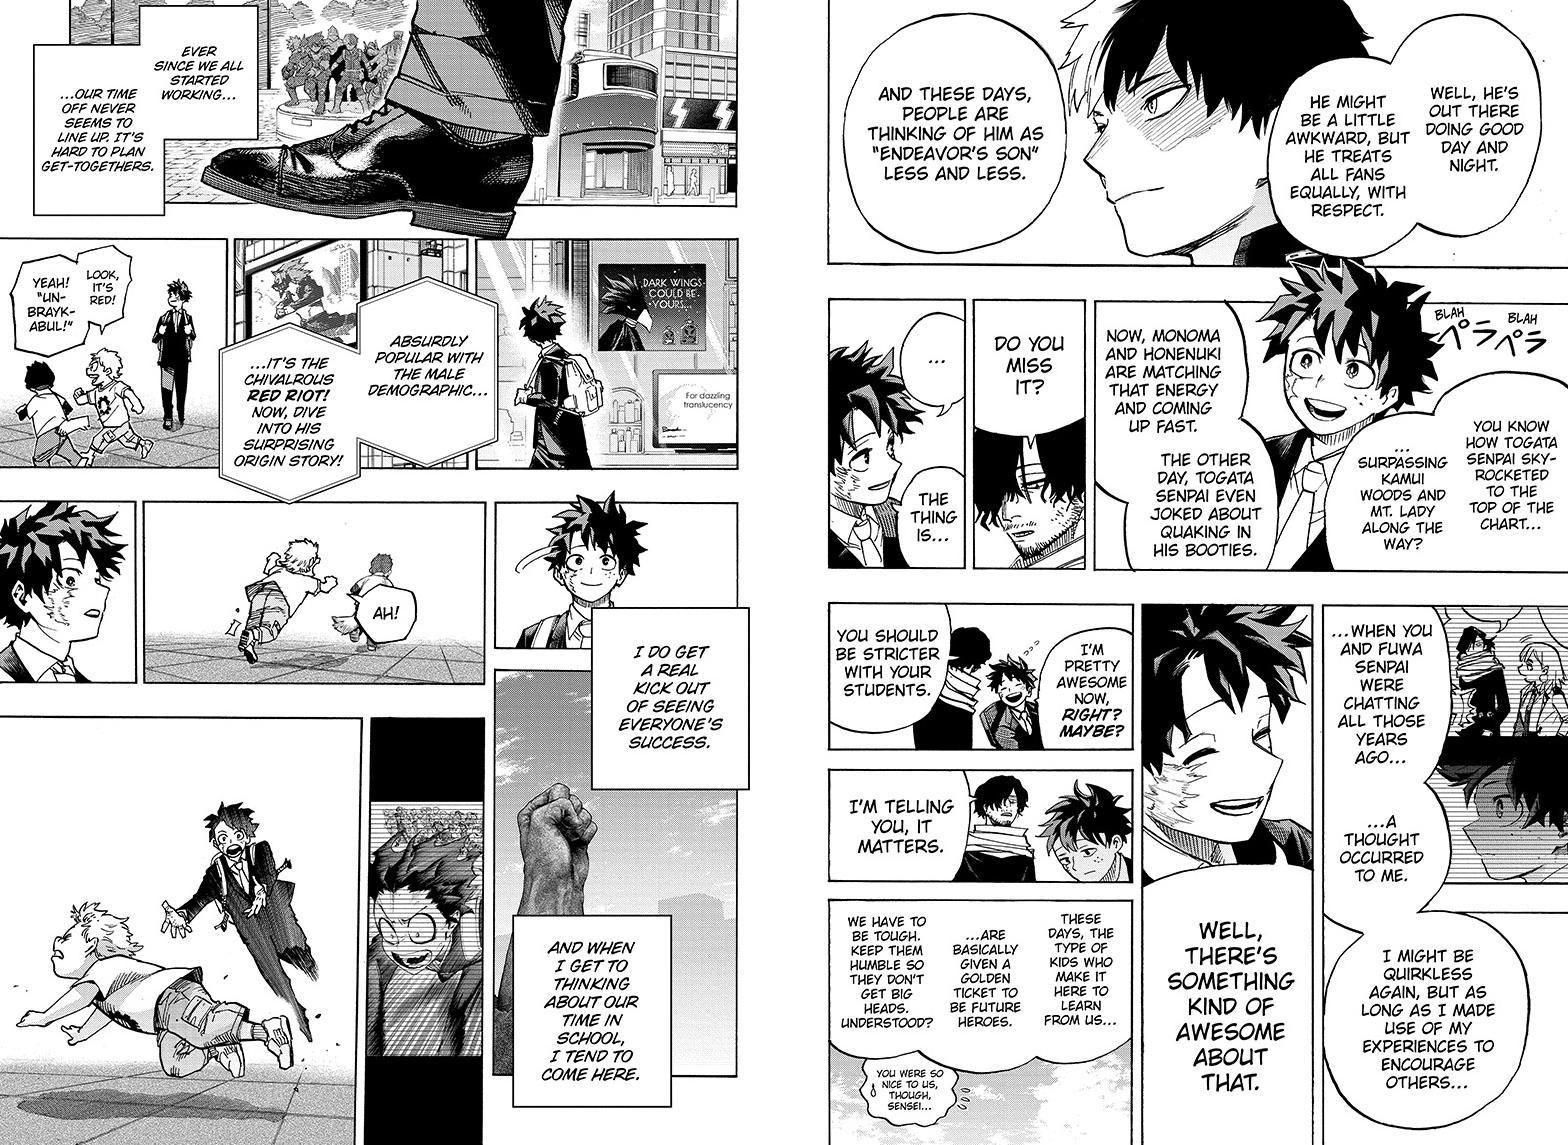 WELL, HE'S
OUT THERE
DOING GOOD
DAY AND
NIGHT.
HE MIGHT
BE A LITTLE
AWKWARD, BUT
HE TREATS
ALL FANS
EQUALLY, WITH
RESPECT.
AND THESE DAYS,
PEOPLE ARE
THINKING OF HIM AS
"ENDEAVOR'S SON"
LESS AND LESS.
BLAH
BLAH
ペラ
ペラ
YOU KNOW
HOW TOGATA
SENPAI SKY-
ROCKETED
TO THE
TOP OF THE
CHART...
...
SURPASSING
KAMUI
WOODS AND
MT. LADY
ALONG THE
WAY?
NOW, MONOMA
AND HONENUKI
ARE MATCHING
THAT ENERGY
AND COMING
UP FAST.
THE OTHER
DAY, TOGATA
SENPAI EVEN
JOKED ABOUT
QUAKING IN
HIS BOOTIES.
DO YOU
MISS
IT?
...
THE
THING
IS...
...WHEN YOU
AND FUWA
SENPAI
WERE
CHATTING
ALL THOSE
YEARS
AGO...
...A
THOUGHT
OCCURRED
TO ME.
I MIGHT BE
QUIRKLESS
AGAIN, BUT AS
LONG AS I MADE
USE OF MY
EXPERIENCES TO
ENCOURAGE
OTHERS...
WELL,
THERE'S
SOMETHING
KIND OF
AWESOME
ABOUT
THAT.
I'M
PRETTY
AWESOME
NOW,
RIGHT?
MAYBE?
YOU SHOULD
BE STRICTER
WITH YOUR
STUDENTS.
I'M TELLING
YOU, IT
MATTERS.
THESE
DAYS, THE
TYPE OF
KIDS WHO
MAKE IT
HERE TO
LEARN
FROM US...
...ARE
BASICALLY
GIVEN A
GOLDEN
TICKET TO
BE FUTURE
HEROES.
WE HAVE TO
BE TOUGH.
KEEP THEM
HUMBLE SO
THEY DON'T
GET BIG
HEADS.
UNDERSTOOD?
YOU WERE SO
NICE TO US,
THOUGH,
SENSEI...
EVER
SINCE WE ALL
STARTED
WORKING...
...OUR TIME
OFF NEVER
SEEMS TO
LINE UP. IT'S
HARD TO PLAN
GET-TOGETHERS.
DARK WINGS
COULD BE
YOURS...
For dazzling
translucency
ABSURDLY
POPULAR WITH
THE MALE
DEMOGRAPHIC...
...IT'S THE
CHIVALROUS
RED RIOT!
NOW, DIVE
INTO HIS
SURPRISING
ORIGIN STORY!
LOOK,
IT'S
RED!
YEAH!
"UN-
BRAYK-
ABUL!"
I DO GET
A REAL
KICK OUT
OF SEEING
EVERYONE'S
SUCCESS.
AH!
AND WHEN
I GET TO
THINKING
ABOUT OUR
TIME IN
SCHOOL,
I TEND TO
COME HERE.